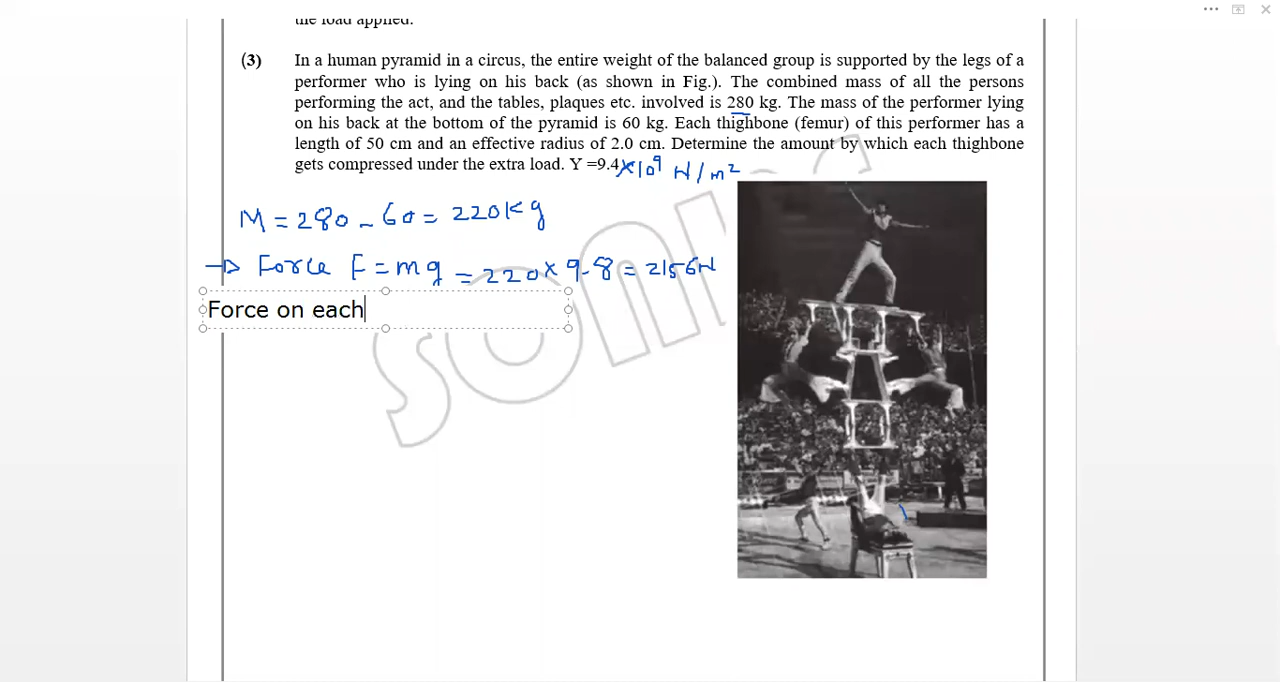 the load applied.
(3) In a human pyramid in a circus, the entire weight of the balanced group is supported by the legs of a
performer who is lying on his back (as shown in Fig.). The combined mass of all the persons
performing the act, and the tables, plaques etc. involved is 280 kg. The mass of the performer lying
on his back at the bottom of the pyramid is 60 kg. Each thighbone (femur) of this performer has a
length of 50 cm and an effective radius of 2.0 cm. Determine the amount by which each thighbone
gets compressed under the extra load. Y =9.4×10⁹ N/m²
M = 280 - 60 = 220 Kg
→ Force F = mg = 220 × 9.8 = 2156N
Force on each
SOMI